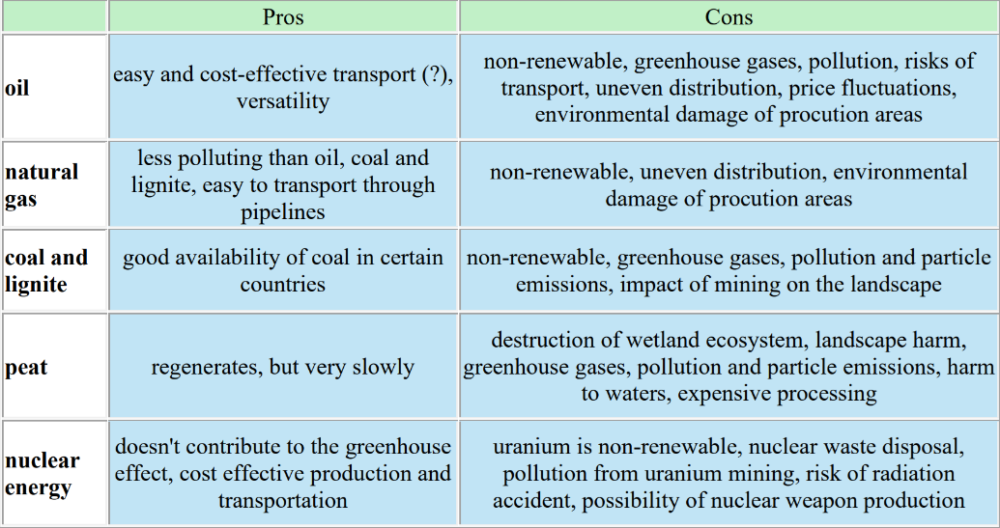 Pros
Cons
oil
easy and cost-effective transport (?),
versatility
non-renewable, greenhouse gases, pollution, risks of
transport, uneven distribution, price fluctuations,
environmental damage of procution areas
natural
gas
less polluting than oil, coal and
lignite, easy to transport through
pipelines
non-renewable, uneven distribution, environmental
damage of procution areas
coal and
lignite
good availability of coal in certain
countries
non-renewable, greenhouse gases, pollution and particle
emissions, impact of mining on the landscape
peat
regenerates, but very slowly
destruction of wetland ecosystem, landscape harm,
greenhouse gases, pollution and particle emissions, harm
to waters, expensive processing
nuclear
energy
doesn't contribute to the greenhouse
effect, cost effective production and
transportation
uranium is non-renewable, nuclear waste disposal,
pollution from uranium mining, risk of radiation
accident, possibility of nuclear weapon production